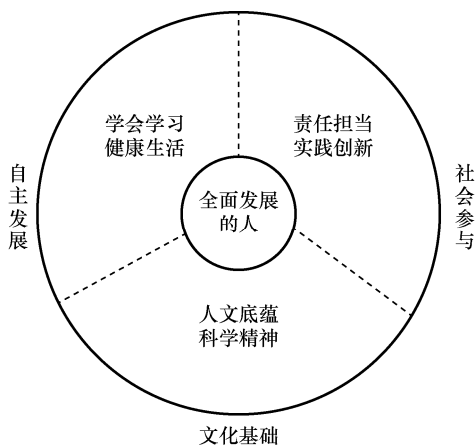 学会学习
健康生活
责任担当
实践创新
自主发展
全面发展
的人
社会参与
人文底蕴
科学精神
文化基础